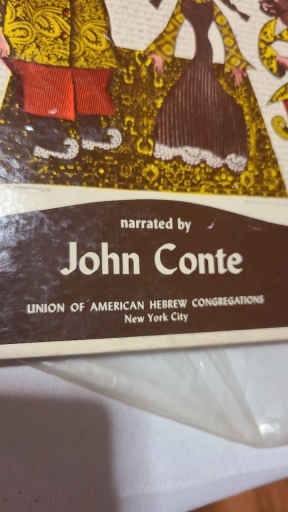 narrated by
John Conte
UNION OF AMERICAN HEBREW CONGREGATIONS
New York City